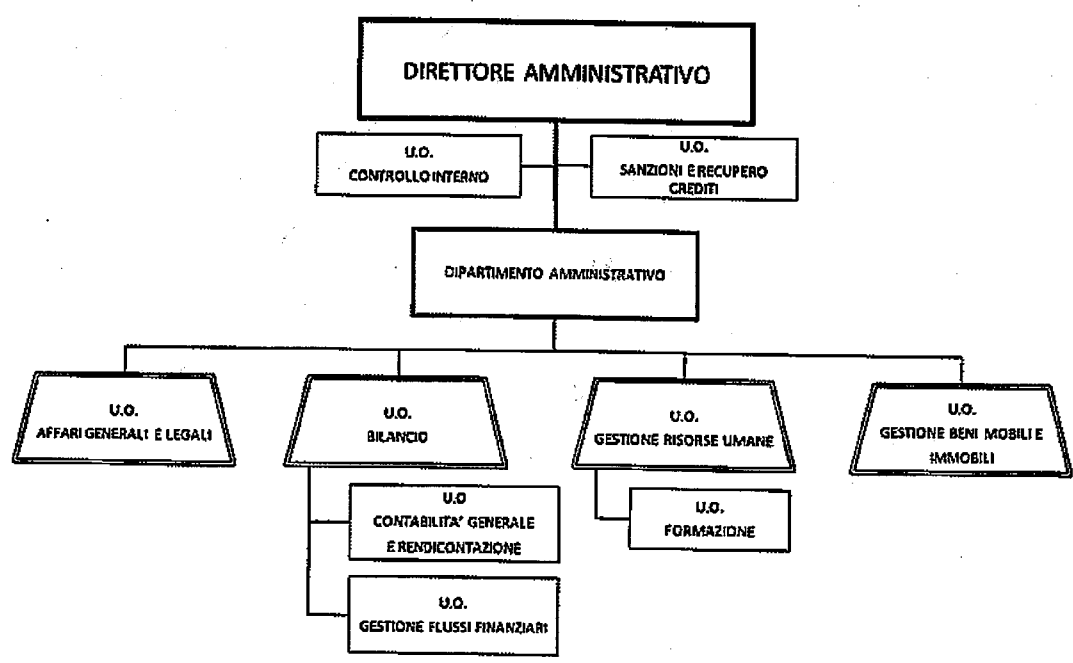 DIRETTORE AMMINISTRATIVO
U.O.
CONTROLLO INTERNO
U.O.
SANZIONI E RECUPERO
CREDITI
DIPARTIMENTO AMMINISTRATIVO
U.O.
AFFARI GENERALI E LEGALI
U.O.
BILANCIO
U.O.
GESTIONE RISORSE UMANE
U.O.
GESTIONE BENI MOBILI E
IMMOBILI
U.O
CONTABILITA' GENERALE
E RENDICONTAZIONE
U.O.
FORMAZIONE
U.O.
GESTIONE FLUSSI FINANZIARI